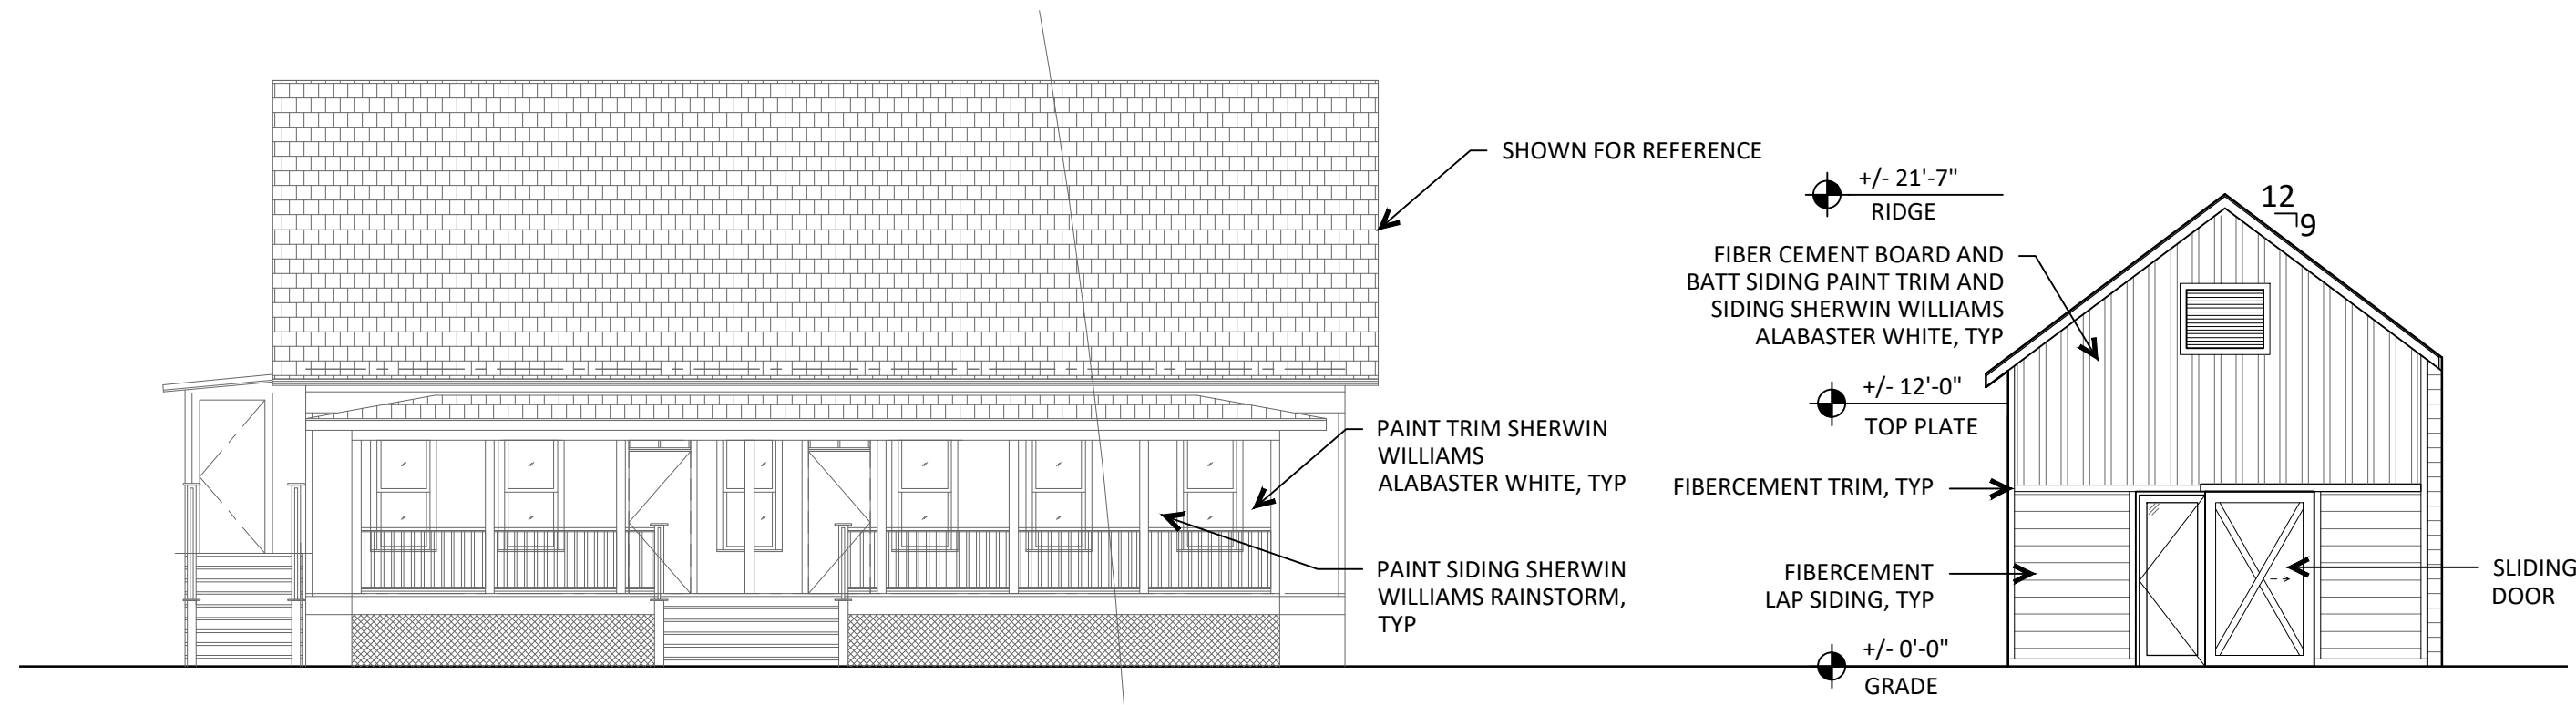 SHOWN FOR REFERENCE
PAINT TRIM SHERWIN
WILLIAMS
ALABASTER WHITE, TYP
PAINT SIDING SHERWIN
WILLIAMS RAINSTORM,
TYP
+/- 21'-7"
RIDGE
12
9
FIBER CEMENT BOARD AND
BATT SIDING PAINT TRIM AND
SIDING SHERWIN WILLIAMS
ALABASTER WHITE, TYP
+/- 12'-0"
TOP PLATE
FIBERCEMENT TRIM, TYP
FIBERCEMENT
LAP SIDING, TYP
SLIDING
DOOR
+/- 0'-0"
GRADE